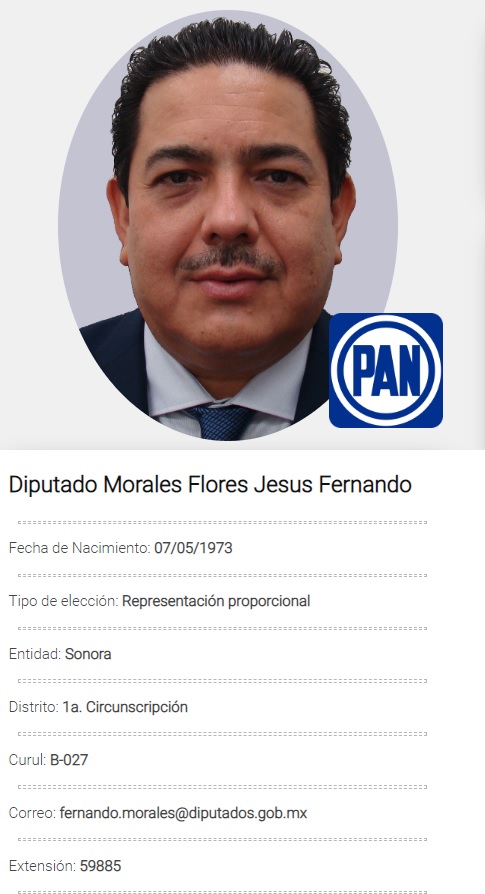 PAN
Diputado Morales Flores Jesus Fernando
Fecha de Nacimiento: 07/05/1973
Tipo de elección: Representación proporcional
Entidad: Sonora
Distrito: 1a. Circunscripción
Curul: B-027
Correo: fernando.morales@diputados.gob.mx
Extensión: 59885